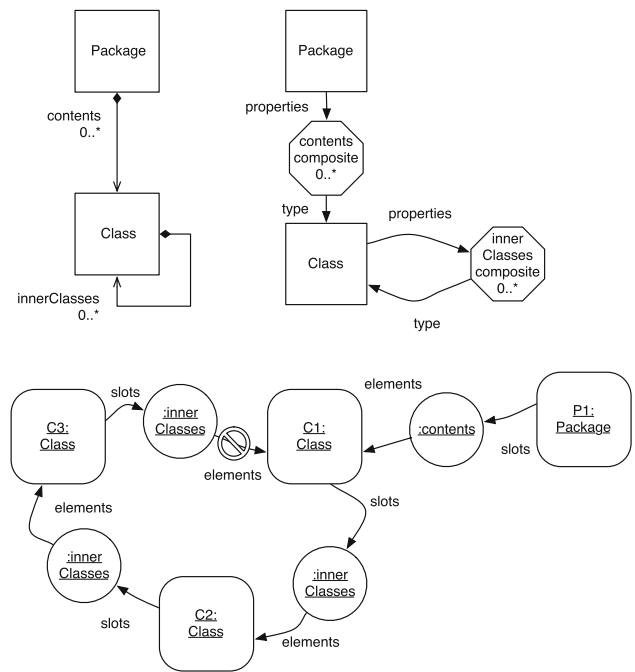 Package
contents
0..*
Class
innerClasses
0..*
Package
properties
contents
composite
0..*
type
properties
Class
inner
Classes
composite
0..*
type
slots
elements
C3:
Class
:inner
Classes
C1:
Class
:contents
P1:
Package
elements
slots
elements
slots
:inner
Classes
:inner
Classes
C2:
Class
slots
elements